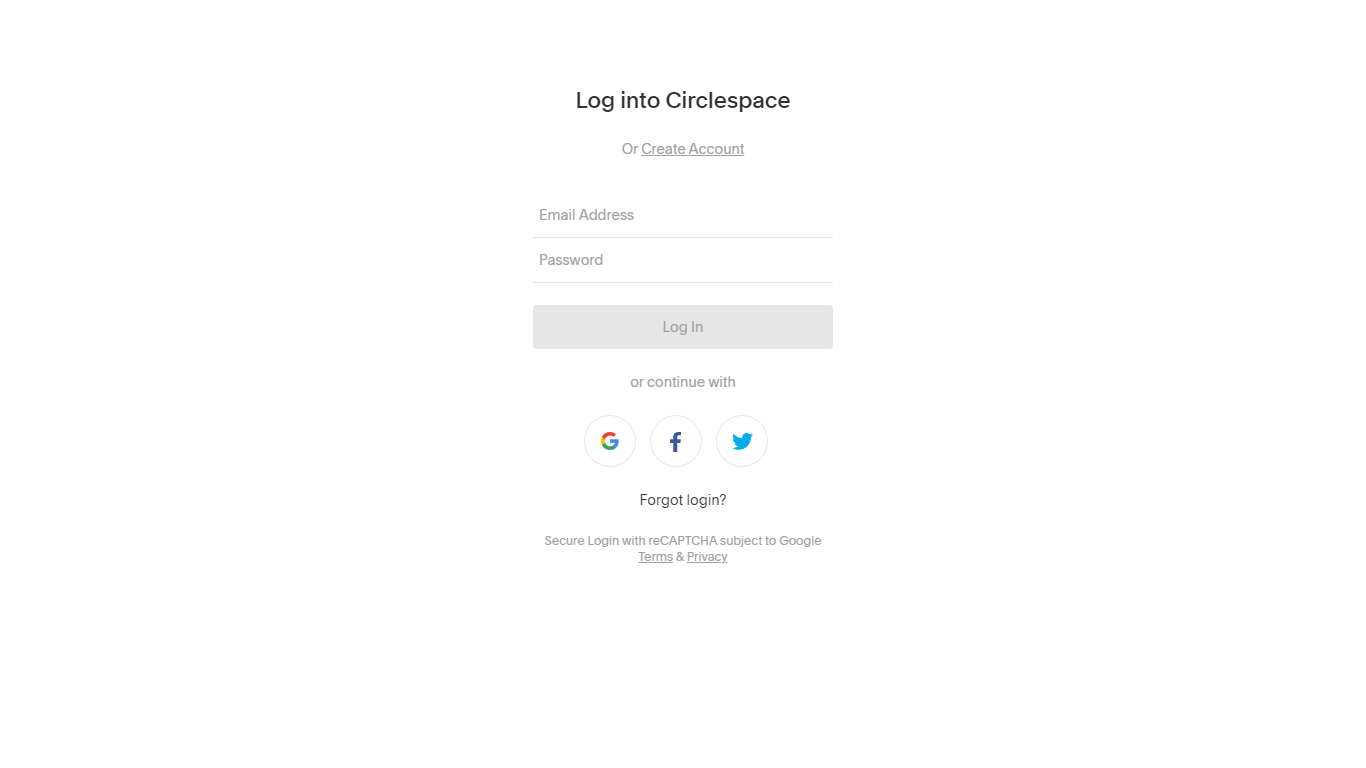 Log into Circlespace
Or Create Account
Email Address
Password
Log In
or continue with
Forgot login?
Secure Login with reCAPTCHA subject to Google
Terms & Privacy